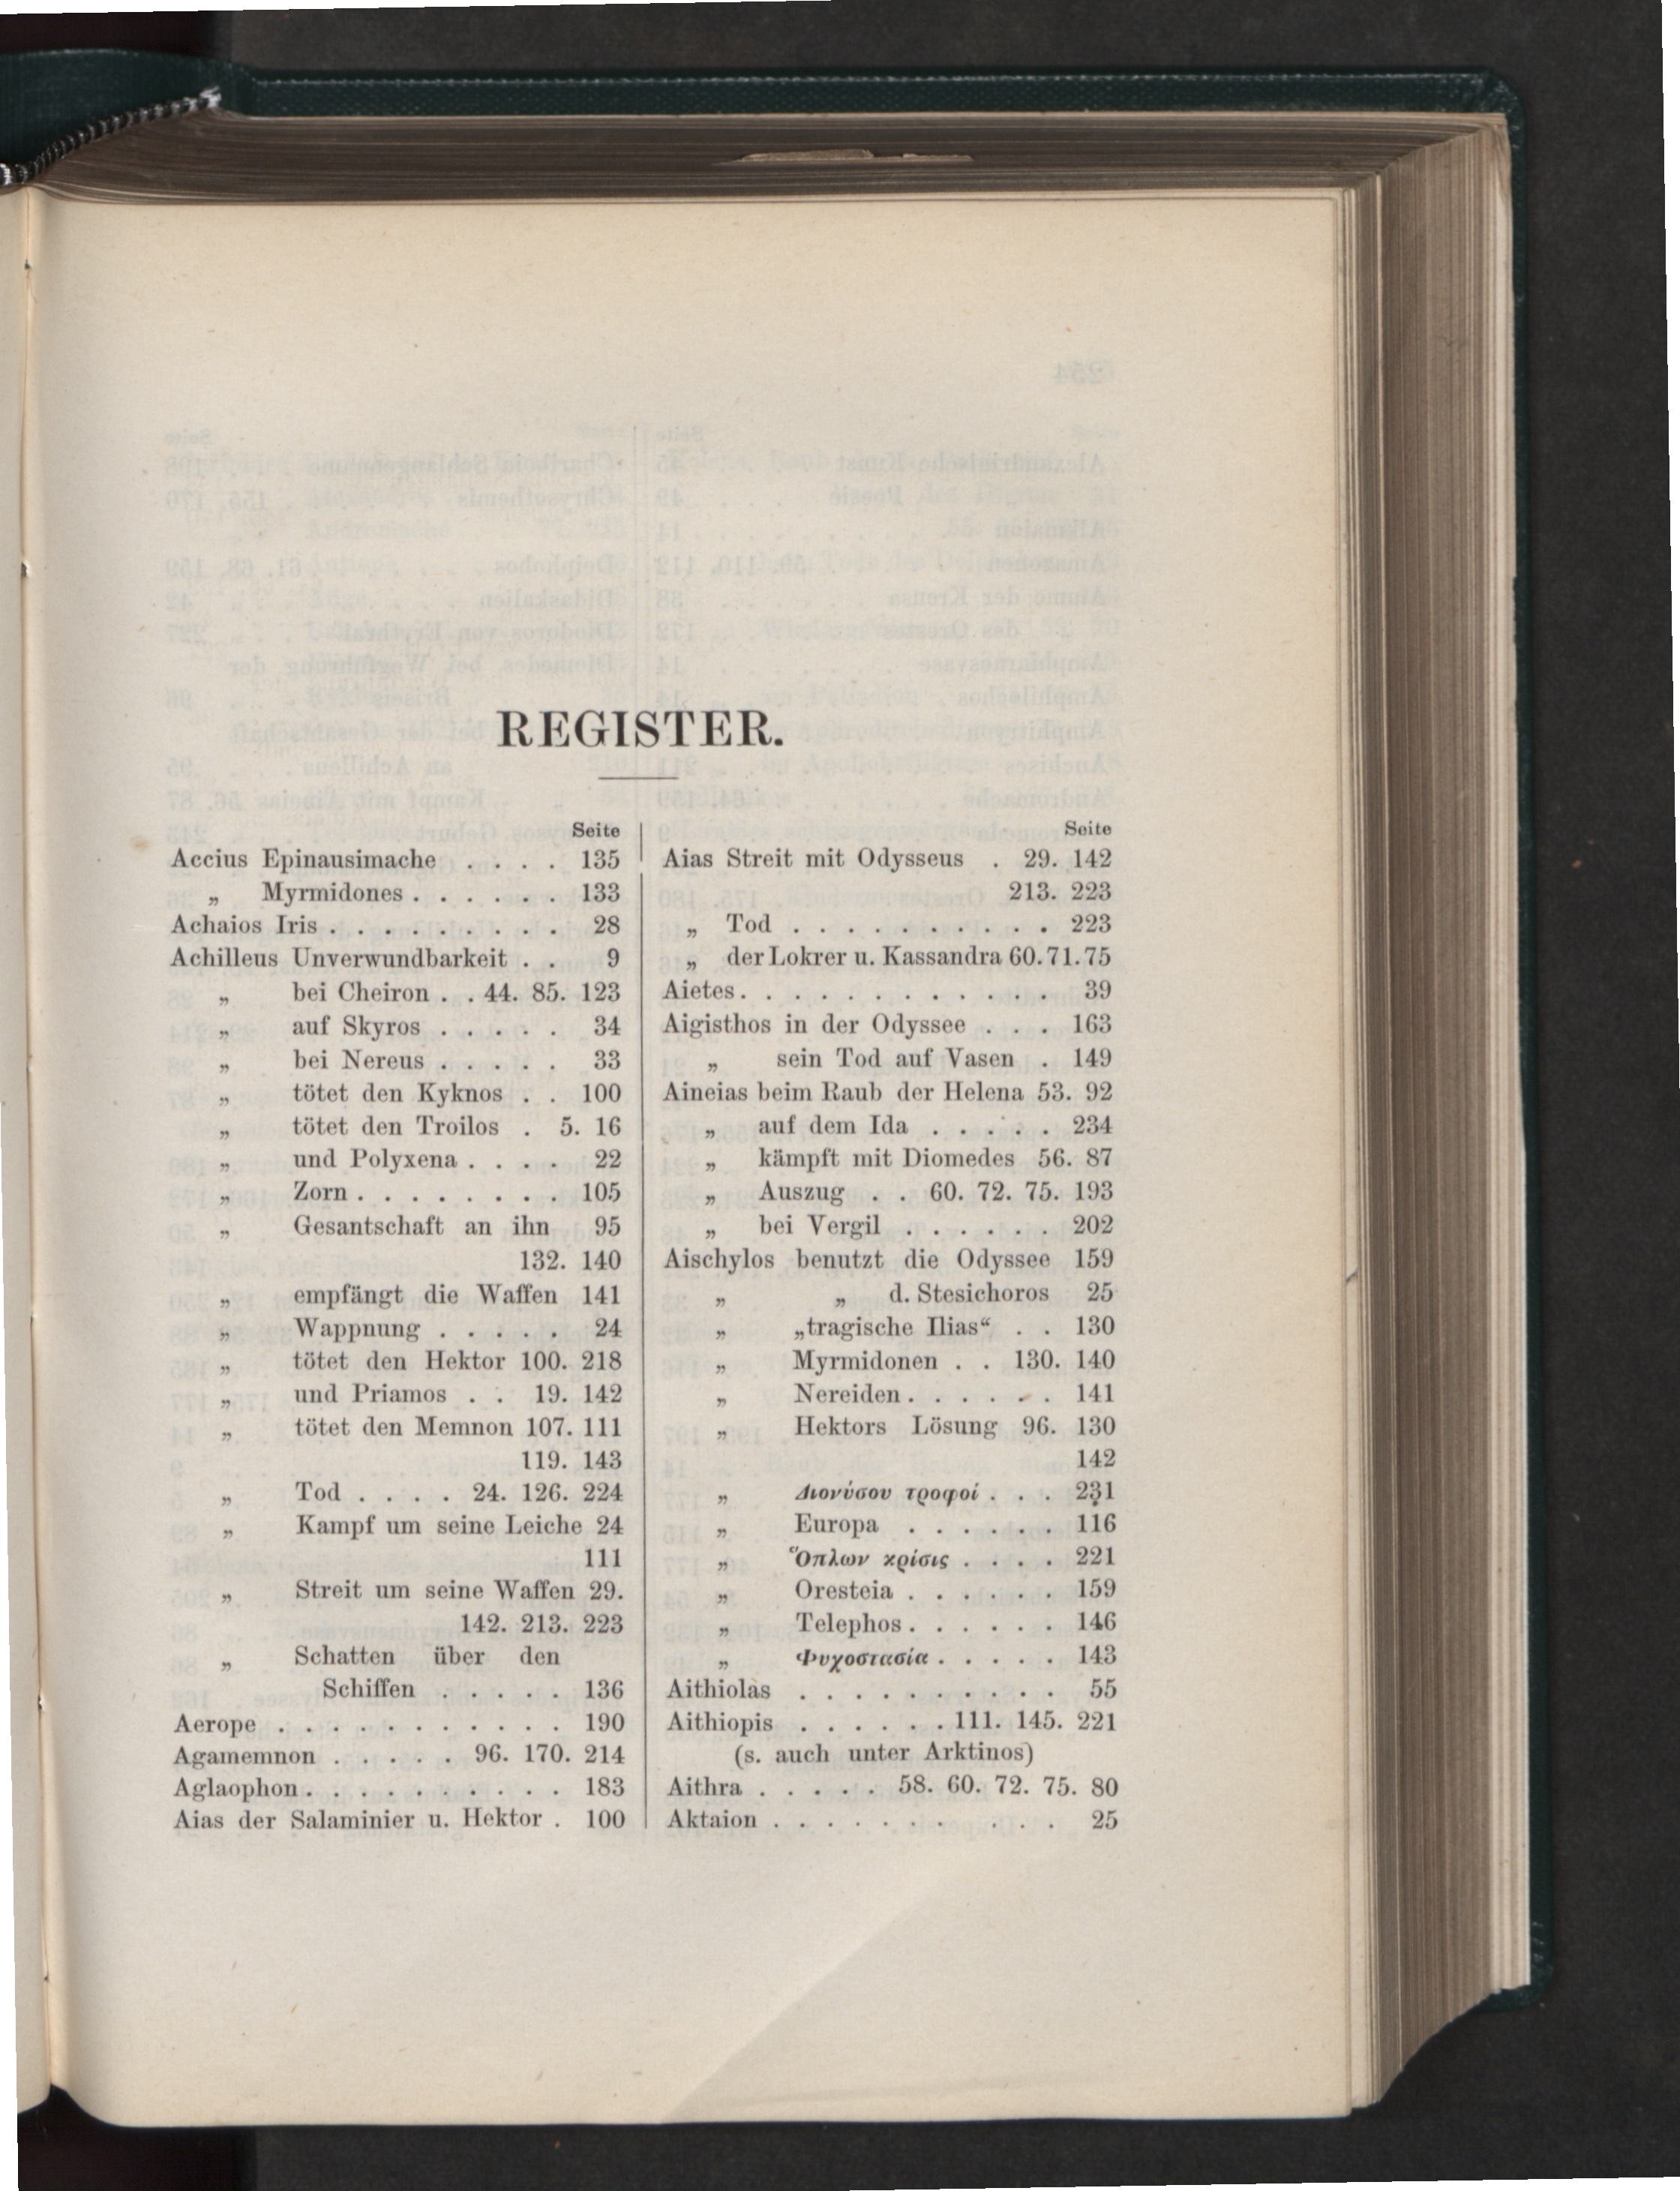 REGISTER.
Seite
Accius Epinausimache . . . . 135
„ Myrmidones . . . . . . 133
Achaios Iris . . . . . . . . . 28
Achilleus Unverwundbarkeit . . 9
„ bei Cheiron . . 44. 85. 123
„ auf Skyros . . . . . 34
„ bei Nereus . . . . . 33
„ tötet den Kyknos . . 100
„ tötet den Troilos . 5. 16
„ und Polyxena . . . . 22
„ Zorn . . . . . . . . 105
„ Gesantschaft an ihn 95
132. 140
„ empfängt die Waffen 141
„ Wappnung . . . . . 24
„ tötet den Hektor 100. 218
„ und Priamos . . 19. 142
„ tötet den Memnon 107. 111
119. 143
„ Tod . . . . 24. 126. 224
„ Kampf um seine Leiche 24
111
„ Streit um seine Waffen 29.
142. 213. 223
„ Schatten über den
Schiffen . . . . . 136
Aerope . . . . . . . . . . . 190
Agamemnon . . . . . 96. 170. 214
Aglaophon . . . . . . . . . . 183
Aias der Salaminier u. Hektor . 100
Seite
Aias Streit mit Odysseus . 29. 142
213. 223
„ Tod . . . . . . . . . . 223
„ der Lokrer u. Kassandra 60. 71. 75
Aietes . . . . . . . . . . . . 39
Aigisthos in der Odyssee . . . 163
„ sein Tod auf Vasen . 149
Aineias beim Raub der Helena 53. 92
„ auf dem Ida . . . . . 234
„ kämpft mit Diomedes 56. 87
„ Auszug . . 60. 72. 75. 193
„ bei Vergil . . . . . . 202
Aischylos benutzt die Odyssee 159
„ „ d. Stesichoros 25
„ „tragische Ilias“ . . 130
„ Myrmidonen . . 130. 140
„ Nereiden . . . . . . 141
„ Hektors Lösung 96. 130
142
„ Διονύσου τροφοί . . . 231
„ Europa . . . . . . 116
„ Ὅπλων κρίσις . . . . 221
„ Oresteia . . . . . . 159
„ Telephos . . . . . . 146
„ Ψυχοστασία . . . . . 143
Aithiolas . . . . . . . . . . 55
Aithiopis . . . . . . 111. 145. 221
(s. auch unter Arktinos)
Aithra . . . . . 58. 60. 72. 75. 80
Aktaion . . . . . . . . . . 25